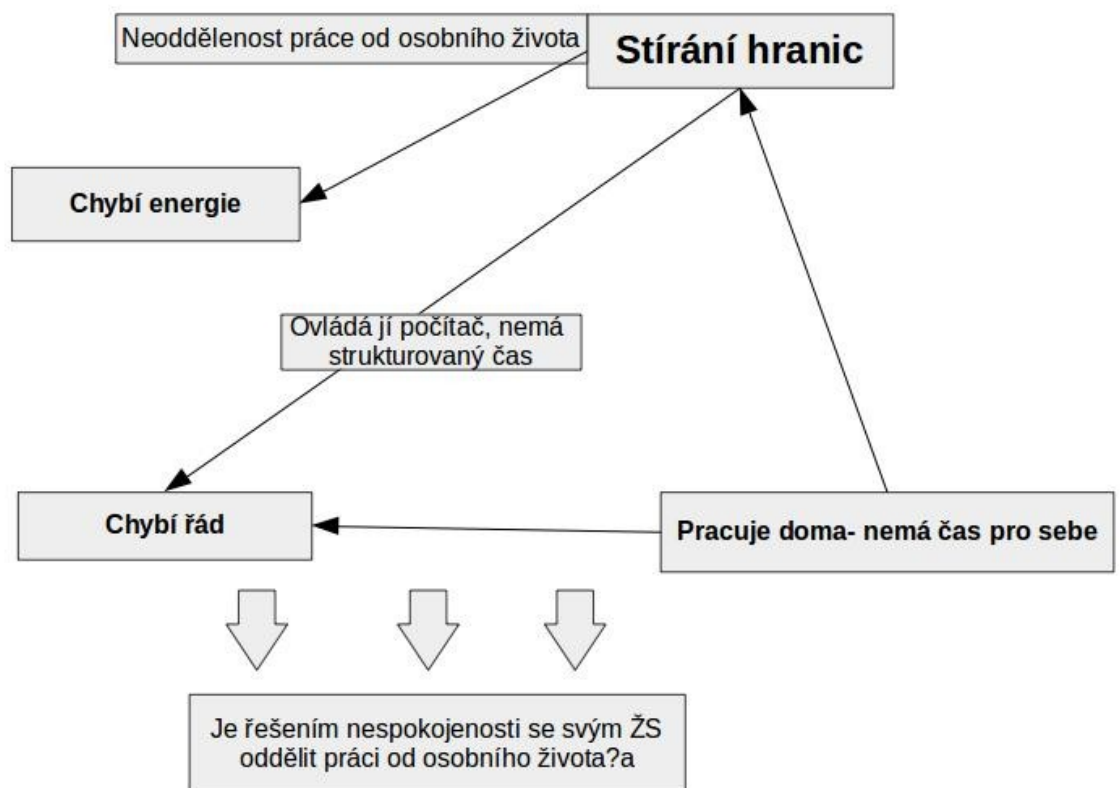 Neoddělenost práce od osobního života
Stírání hranic
Chybí energie
Ovládá jí počítač, nemá
strukturovaný čas
Chybí řád
Pracuje doma- nemá čas pro sebe
Je řešením nespokojenosti se svým ŽS
oddělit práci od osobního života?a